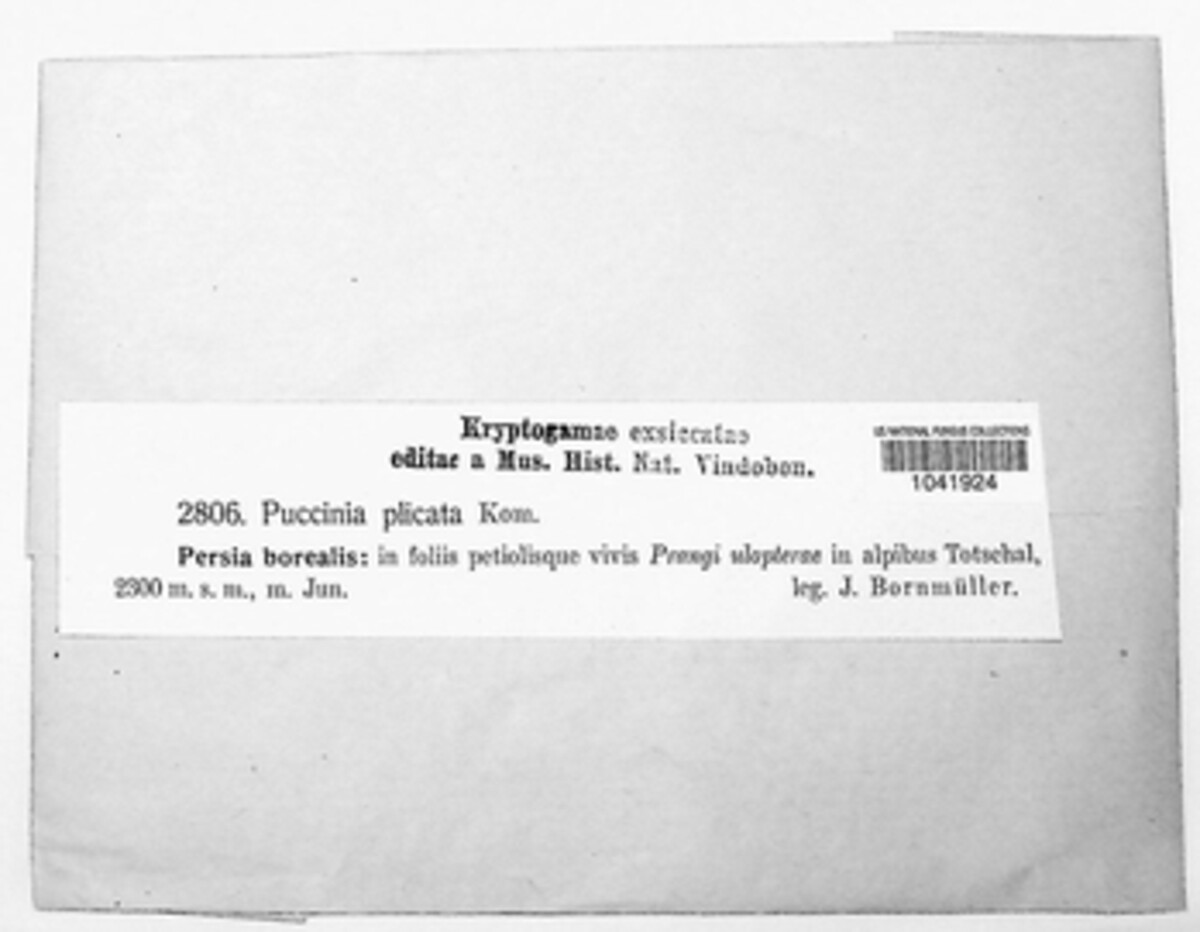 Kryptogamae exsiccatae
editae a Mus. Hist. Nat. Vindobon.
US NATIONAL FUNGUS COLLECTIONS
1041924
2806. Puccinia plicata Kom.
Persia borealis: in foliis petiolisque vivis Prangi ulopterae in alpibus Totschal,
2300 m. s. m., m. Jun. leg. J. Bornmüller.